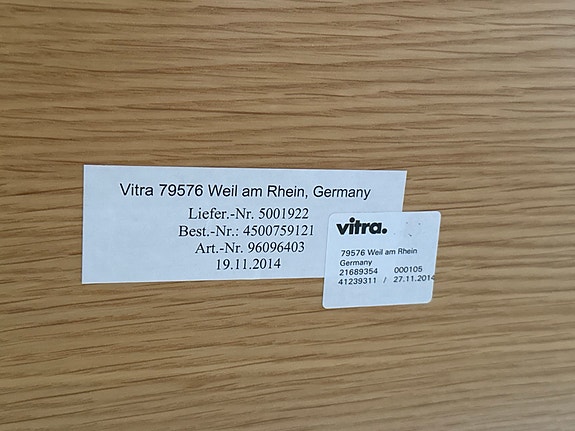 Vitra 79576 Weil am Rhein, Germany
Liefer.-Nr. 5001922
Best.-Nr.: 4500759121
Art.-Nr. 96096403
19.11.2014
vitra.
79576 Weil am Rhein
Germany
21689354 000105
41239311 / 27.11.2014